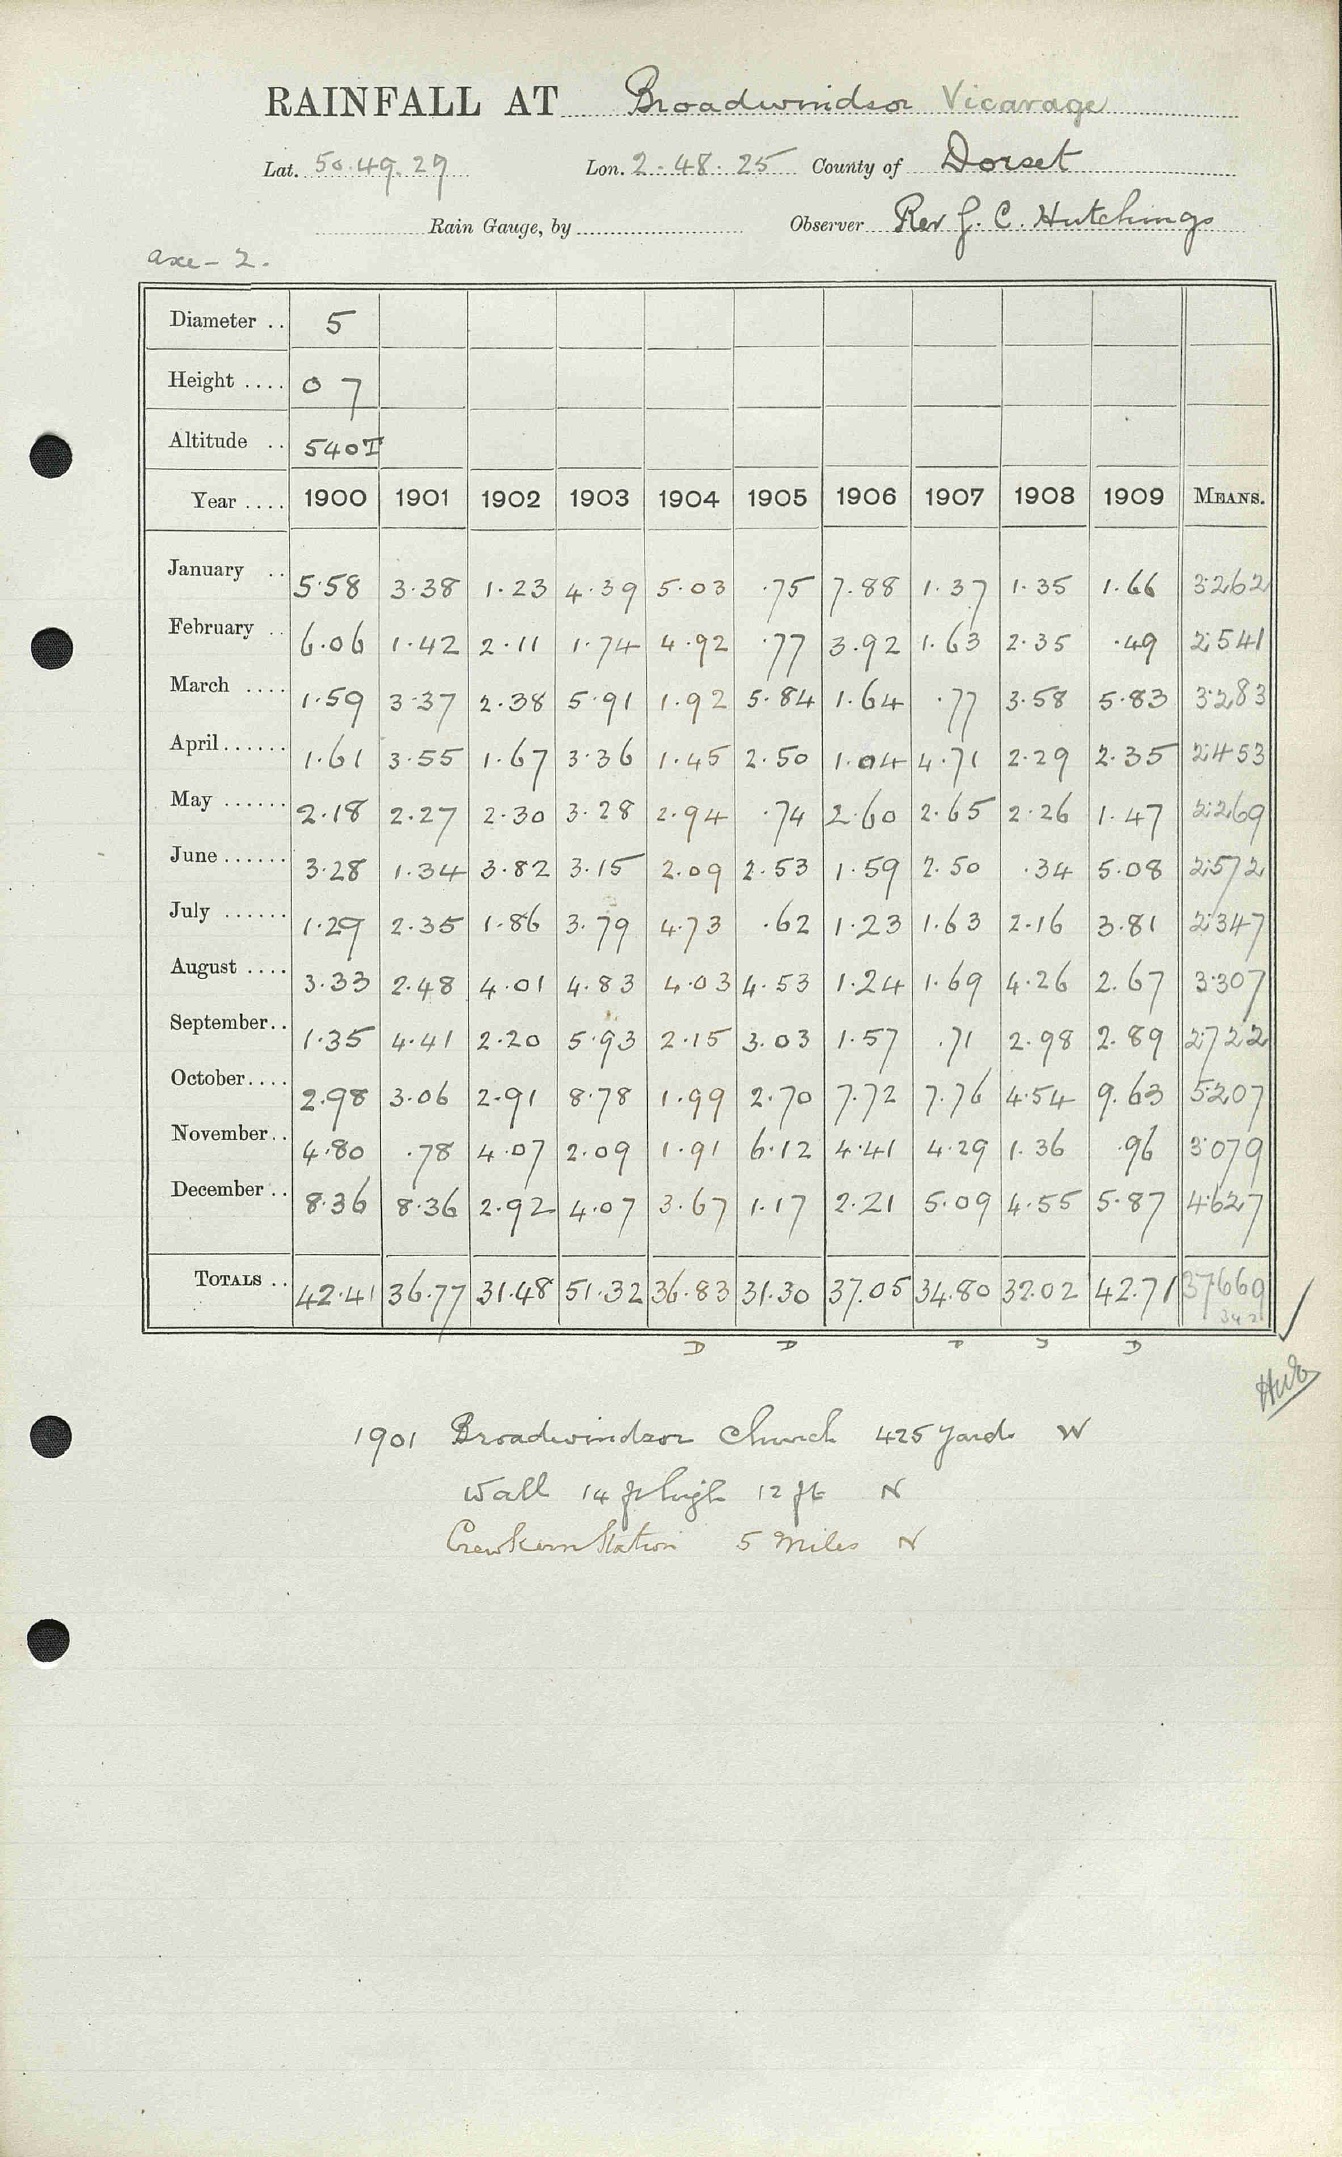 RAINFALL AT Broadwindsor Vicarage
Lat. 50.49.29 Lon. 2.48.25 County of Dorset
Rain Gauge, by Observer Rev G. C. Hutchings
Axe - 2.
Diameter .. 5
Height .... 0 7
Altitude .. 540T
Year .... 1900 1901 1902 1903 1904 1905 1906 1907 1908 1909 MEANS.
January .. 5.58 3.38 1.23 4.39 5.03 .75 7.88 1.37 1.35 1.66 3.262
February .. 6.06 1.42 2.11 1.74 4.92 .77 3.92 1.63 2.35 .49 2.541
March .... 1.59 3.37 2.38 5.91 1.92 5.84 1.64 .77 3.58 5.83 3.283
April ...... 1.61 3.55 1.67 3.36 1.45 2.50 1.04 4.71 2.29 2.35 2.453
May ...... 2.18 2.27 2.30 3.28 2.94 .74 2.60 2.65 2.26 1.47 2.269
June ...... 3.28 1.34 3.82 3.15 2.09 2.53 1.59 2.50 .34 5.08 2.572
July ...... 1.29 2.35 1.86 3.79 4.73 .62 1.23 1.63 2.16 3.81 2.347
August .... 3.33 2.48 4.01 4.83 4.03 4.53 1.24 1.69 4.26 2.67 3.307
September.. 1.35 4.41 2.20 5.93 2.15 3.03 1.57 .71 2.98 2.89 2.722
October.... 2.98 3.06 2.91 8.78 1.99 2.70 7.72 7.76 4.54 9.63 5.207
November.. 4.80 .78 4.07 2.09 1.91 6.12 4.41 4.29 1.36 .96 3.079
December .. 8.36 8.36 2.92 4.07 3.67 1.17 2.21 5.09 4.55 5.87 4.627
TOTALS .. 42.41 36.77 31.48 51.32 36.83 31.30 37.05 34.80 32.02 42.71 37.669
D D D D
1901 Broadwindsor Church 425 yards W
Wall 14 ft high 12 ft N
Crewkern Station 5 Miles N